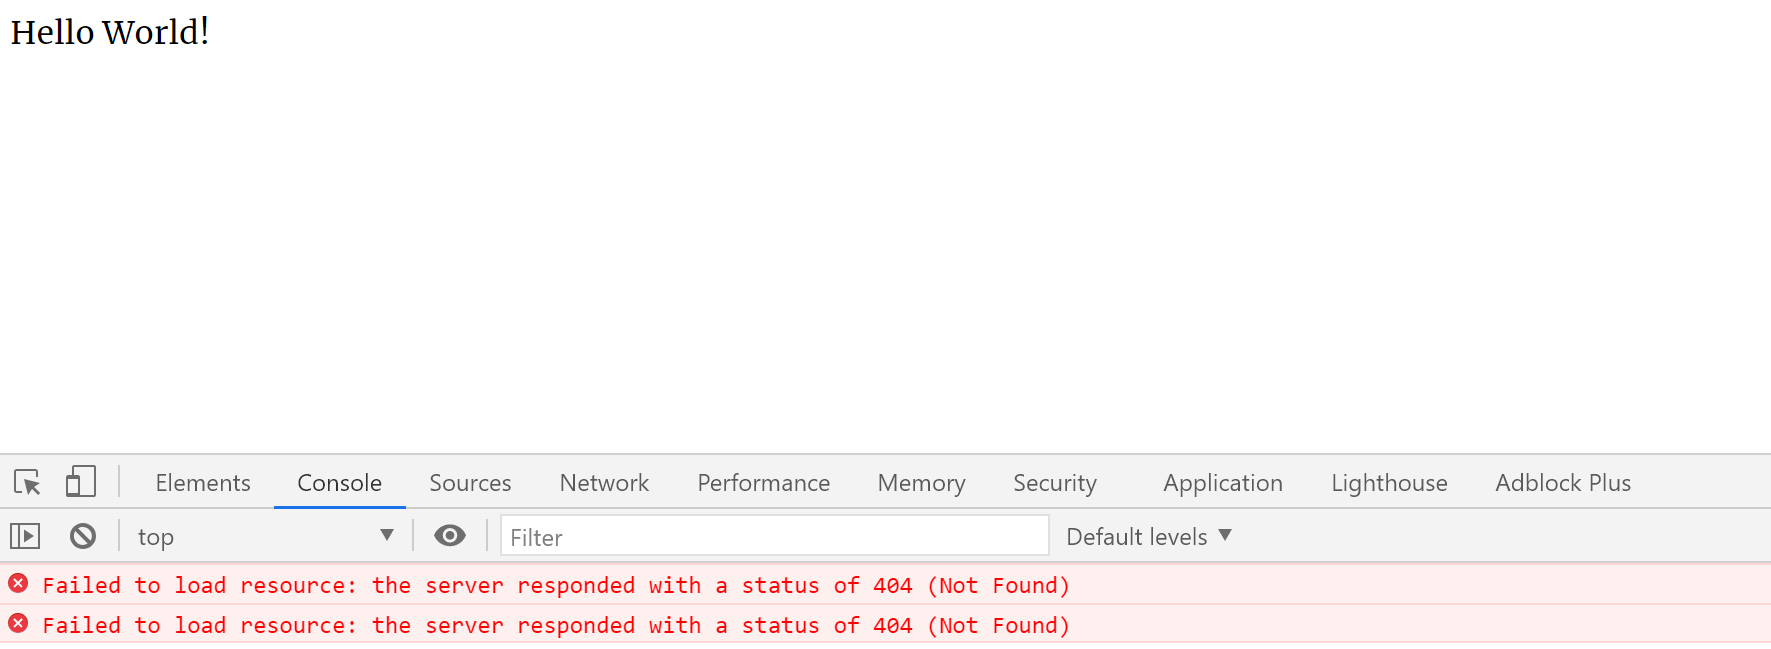 Hello World!
Elements Console Sources Network Performance Memory Security Application Lighthouse Adblock Plus
top Filter Default levels
Failed to load resource: the server responded with a status of 404 (Not Found)
Failed to load resource: the server responded with a status of 404 (Not Found)